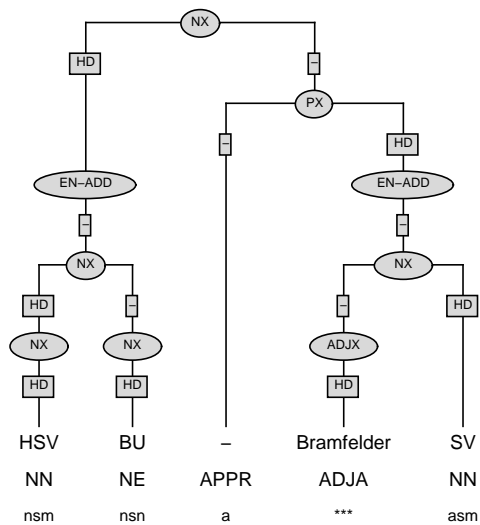 NX
HD –
PX
– HD
EN–ADD EN–ADD
– –
NX NX
HD – – HD
NX NX ADJX
HD HD HD
HSV BU – Bramfelder SV
NN NE APPR ADJA NN
nsm nsn a *** asm